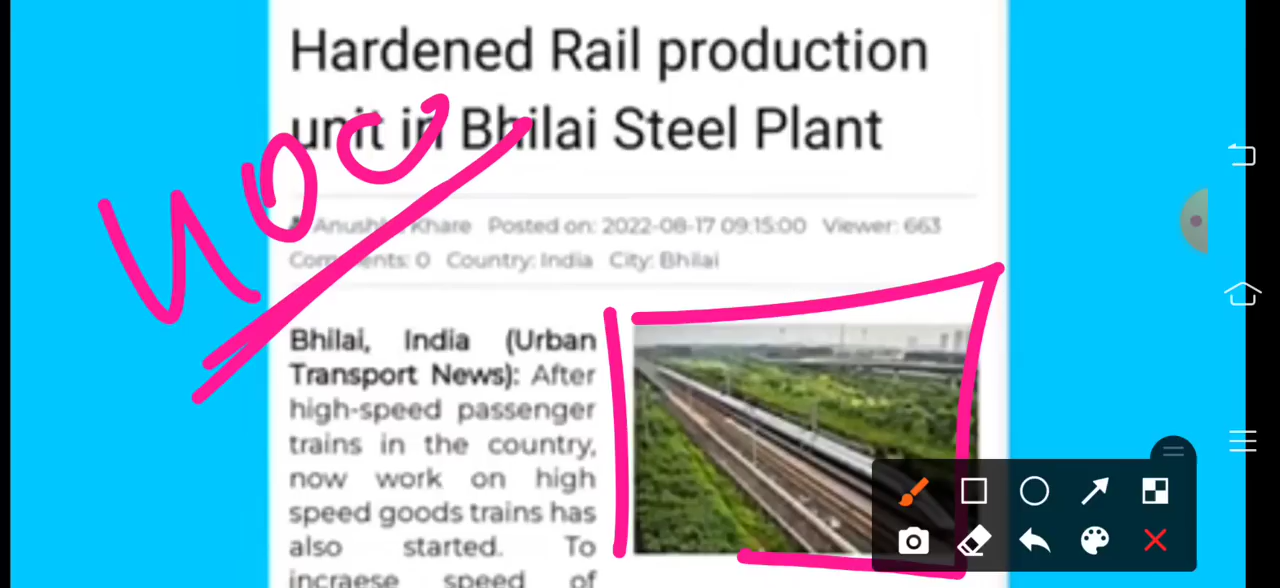 Hardened Rail production
unit in Bhilai Steel Plant
Anushka Khare Posted on: 2022-08-17 09:15:00 Viewer: 663
Comments: 0 Country: India City: Bhilai
Bhilai, India (Urban
Transport News): After
high-speed passenger
trains in the country,
now work on high
speed goods trains has
also started. To
incraese speed of